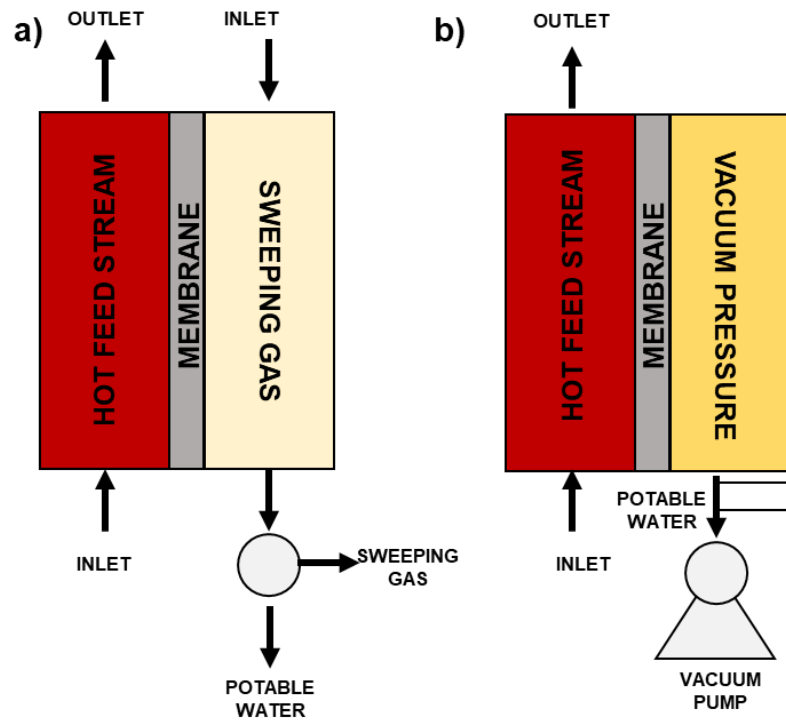 a)
OUTLET
INLET
HOT FEED STREAM
MEMBRANE
SWEEPING GAS
INLET
SWEEPING
GAS
POTABLE
WATER
b)
OUTLET
HOT FEED STREAM
MEMBRANE
VACUUM PRESSURE
POTABLE
WATER
INLET
VACUUM
PUMP